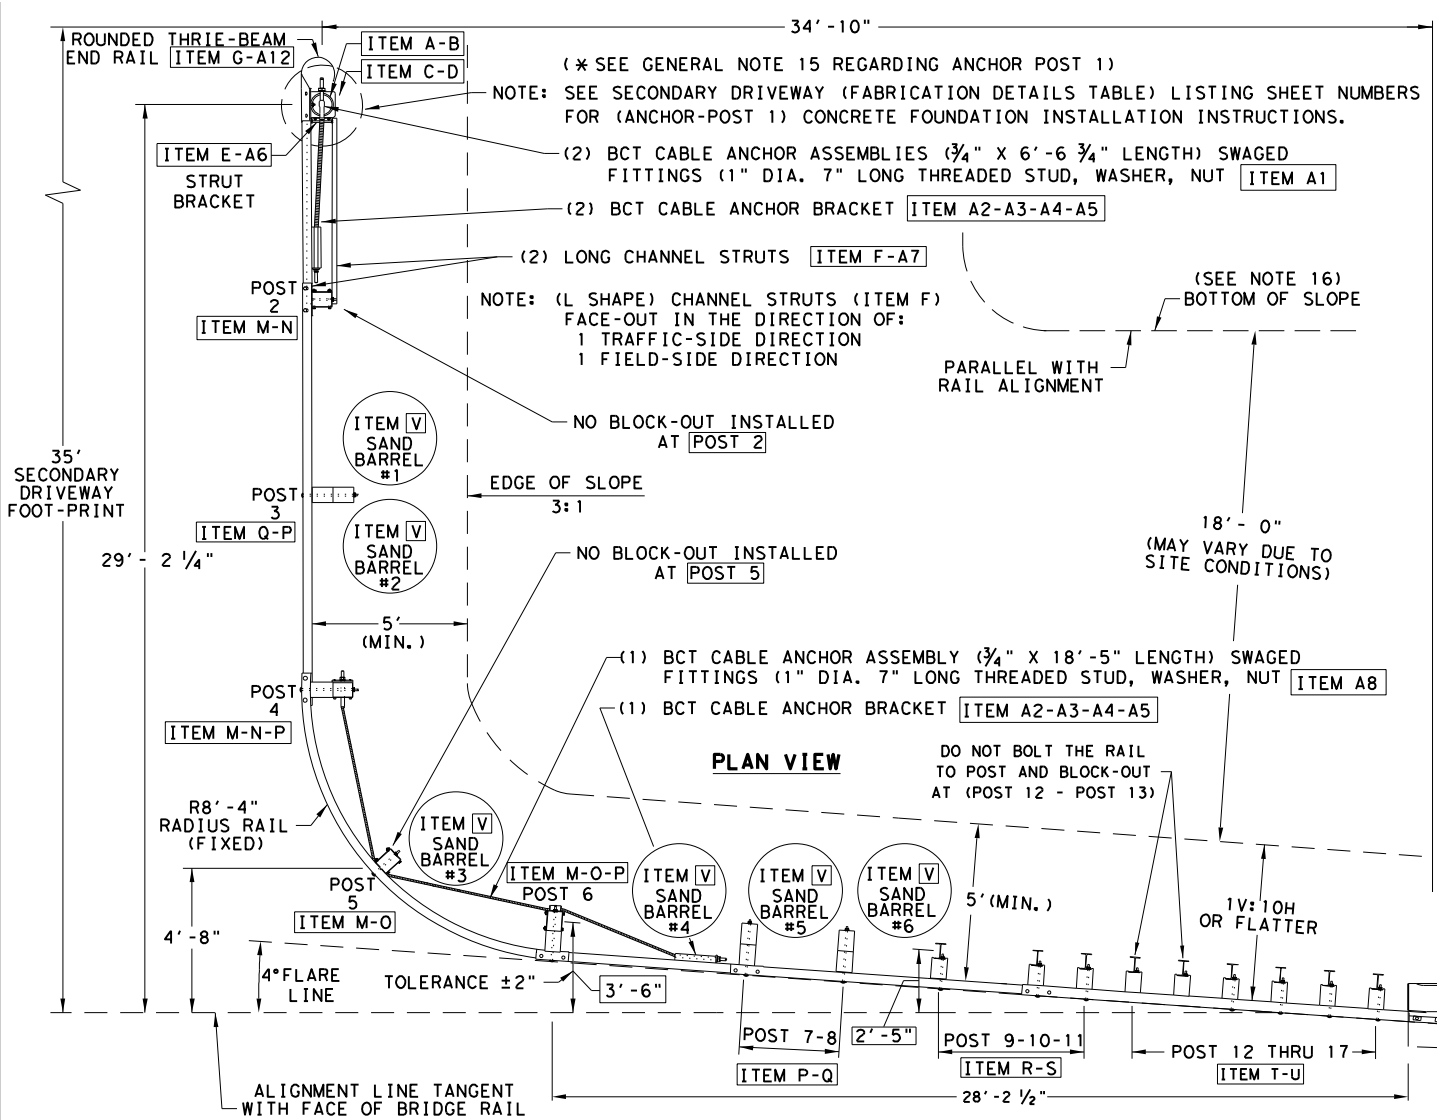 34'-10"
ROUNDED THRIE-BEAM
END RAIL ITEM G-A12
ITEM A-B
ITEM C-D
(* SEE GENERAL NOTE 15 REGARDING ANCHOR POST 1)
NOTE: SEE SECONDARY DRIVEWAY (FABRICATION DETAILS TABLE) LISTING SHEET NUMBERS
FOR (ANCHOR-POST 1) CONCRETE FOUNDATION INSTALLATION INSTRUCTIONS.
ITEM E-A6
STRUT
BRACKET
(2) BCT CABLE ANCHOR ASSEMBLIES (¾" X 6'-6 ¾" LENGTH) SWAGED
FITTINGS (1" DIA. 7" LONG THREADED STUD, WASHER, NUT ITEM A1
(2) BCT CABLE ANCHOR BRACKET ITEM A2-A3-A4-A5
(2) LONG CHANNEL STRUTS ITEM F-A7
POST
2
ITEM M-N
NOTE: (L SHAPE) CHANNEL STRUTS (ITEM F)
FACE-OUT IN THE DIRECTION OF:
1 TRAFFIC-SIDE DIRECTION
1 FIELD-SIDE DIRECTION
(SEE NOTE 16)
BOTTOM OF SLOPE
PARALLEL WITH
RAIL ALIGNMENT
ITEM V
SAND
BARREL
#1
NO BLOCK-OUT INSTALLED
AT POST 2
35'
SECONDARY
DRIVEWAY
FOOT-PRINT
POST
3
ITEM Q-P
EDGE OF SLOPE
3:1
ITEM V
SAND
BARREL
#2
29'- 2 ¼"
NO BLOCK-OUT INSTALLED
AT POST 5
18'- 0"
(MAY VARY DUE TO
SITE CONDITIONS)
5'
(MIN.)
(1) BCT CABLE ANCHOR ASSEMBLY (¾" X 18'-5" LENGTH) SWAGED
FITTINGS (1" DIA. 7" LONG THREADED STUD, WASHER, NUT ITEM A8
POST
4
ITEM M-N-P
(1) BCT CABLE ANCHOR BRACKET ITEM A2-A3-A4-A5
PLAN VIEW
DO NOT BOLT THE RAIL
TO POST AND BLOCK-OUT
AT (POST 12 - POST 13)
R8'-4"
RADIUS RAIL
(FIXED)
ITEM V
SAND
BARREL
#3
POST
5
ITEM M-O
ITEM M-O-P
POST 6
ITEM V
SAND
BARREL
#4
ITEM V
SAND
BARREL
#5
ITEM V
SAND
BARREL
#6
5'(MIN.)
1V:10H
OR FLATTER
4'-8"
4° FLARE
LINE
TOLERANCE ±2"
3'-6"
POST 7-8
ITEM P-Q
2'-5"
POST 9-10-11
ITEM R-S
POST 12 THRU 17
ITEM T-U
28'-2 ½"
ALIGNMENT LINE TANGENT
WITH FACE OF BRIDGE RAIL